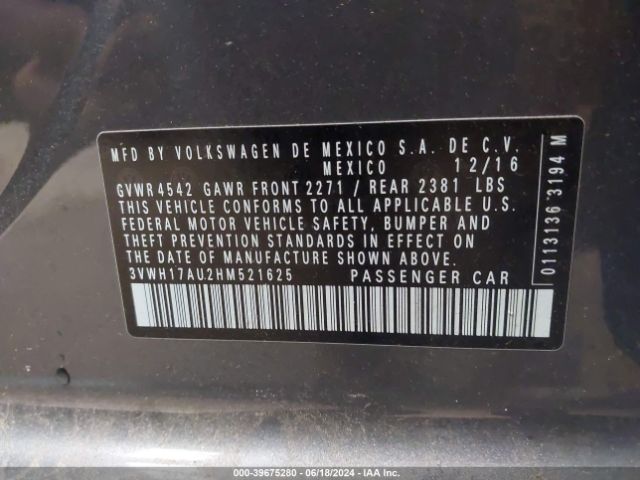 MFD BY VOLKSWAGEN DE MEXICO S.A. DE C.V.
MEXICO 12/16
GVWR 4542 GAWR FRONT 2271 / REAR 2381 LBS
THIS VEHICLE CONFORMS TO ALL APPLICABLE U.S.
FEDERAL MOTOR VEHICLE SAFETY, BUMPER AND
THEFT PREVENTION STANDARDS IN EFFECT ON
THE DATE OF MANUFACTURE SHOWN ABOVE.
3VWH17AU2HM521625 PASSENGER CAR
0113136 3194 M
000-39675280 - 06/18/2024 - IAA Inc.